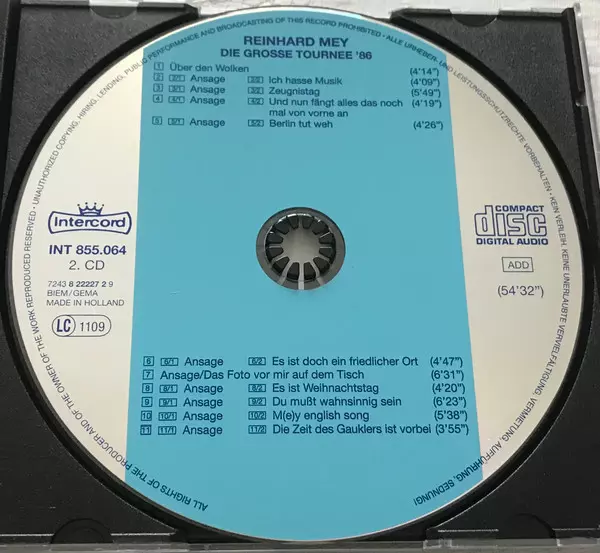 REINHARD MEY
DIE GROSSE TOURNEE '86
1 Über den Wolken (4'14")
2 2/1 Ansage 2/2 Ich hasse Musik (4'09")
3 3/1 Ansage 3/2 Zeugnistag (5'49")
4 4/1 Ansage 4/2 Und nun fängt alles das noch (4'19")
mal von vorne an
5 5/1 Ansage 5/2 Berlin tut weh (4'26")
Intercord
INT 855.064
2. CD
7243 8 22227 2 9
BIEM/GEMA
MADE IN HOLLAND
LC 1109
COMPACT
disc
DIGITAL AUDIO
ADD
(54'32")
6 6/1 Ansage 6/2 Es ist doch ein friedlicher Ort (4'47")
7 Ansage/Das Foto vor mir auf dem Tisch (6'31")
8 8/1 Ansage 8/2 Es ist Weihnachtstag (4'20")
9 9/1 Ansage 9/2 Du mußt wahnsinnig sein (6'23")
10 10/1 Ansage 10/2 M(e)y english song (5'38")
11 11/1 Ansage 11/2 Die Zeit des Gauklers ist vorbei (3'55")
ALL RIGHTS OF THE PRODUCER AND OF THE OWNER OF THE WORK REPRODUCED RESERVED - UNAUTHORIZED COPYING, HIRING, LENDING, PUBLIC PERFORMANCE AND BROADCASTING OF THIS RECORD PROHIBITED - ALLE URHEBER- UND LEISTUNGSSCHUTZRECHTE VORBEHALTEN - KEIN VERLEIH, KEINE UNERLAUBTE VERVIELFÄLTIGUNG, VERMIETUNG, AUFFÜHRUNG, SENDUNG!